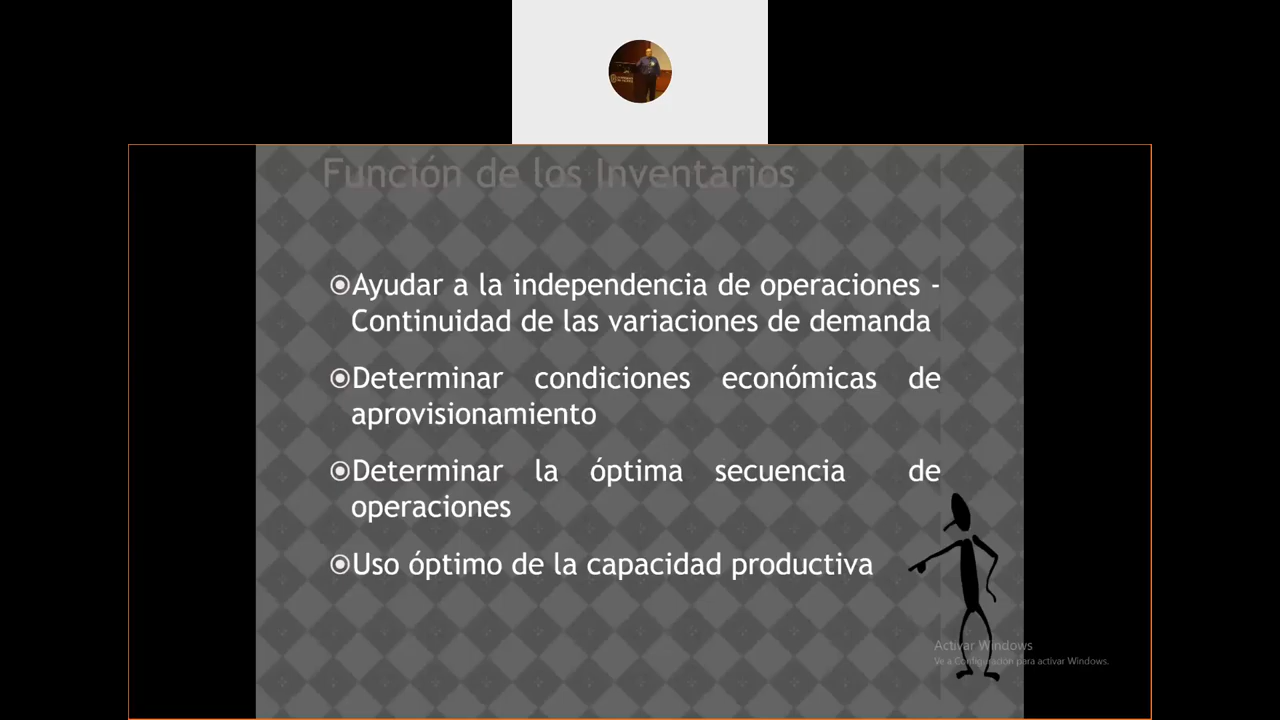 Función de los Inventarios
Ayudar a la independencia de operaciones -
Continuidad de las variaciones de demanda
Determinar condiciones económicas de
aprovisionamiento
Determinar la óptima secuencia de
operaciones
Uso óptimo de la capacidad productiva
Activar Windows
Ve a Configuración para activar Windows.